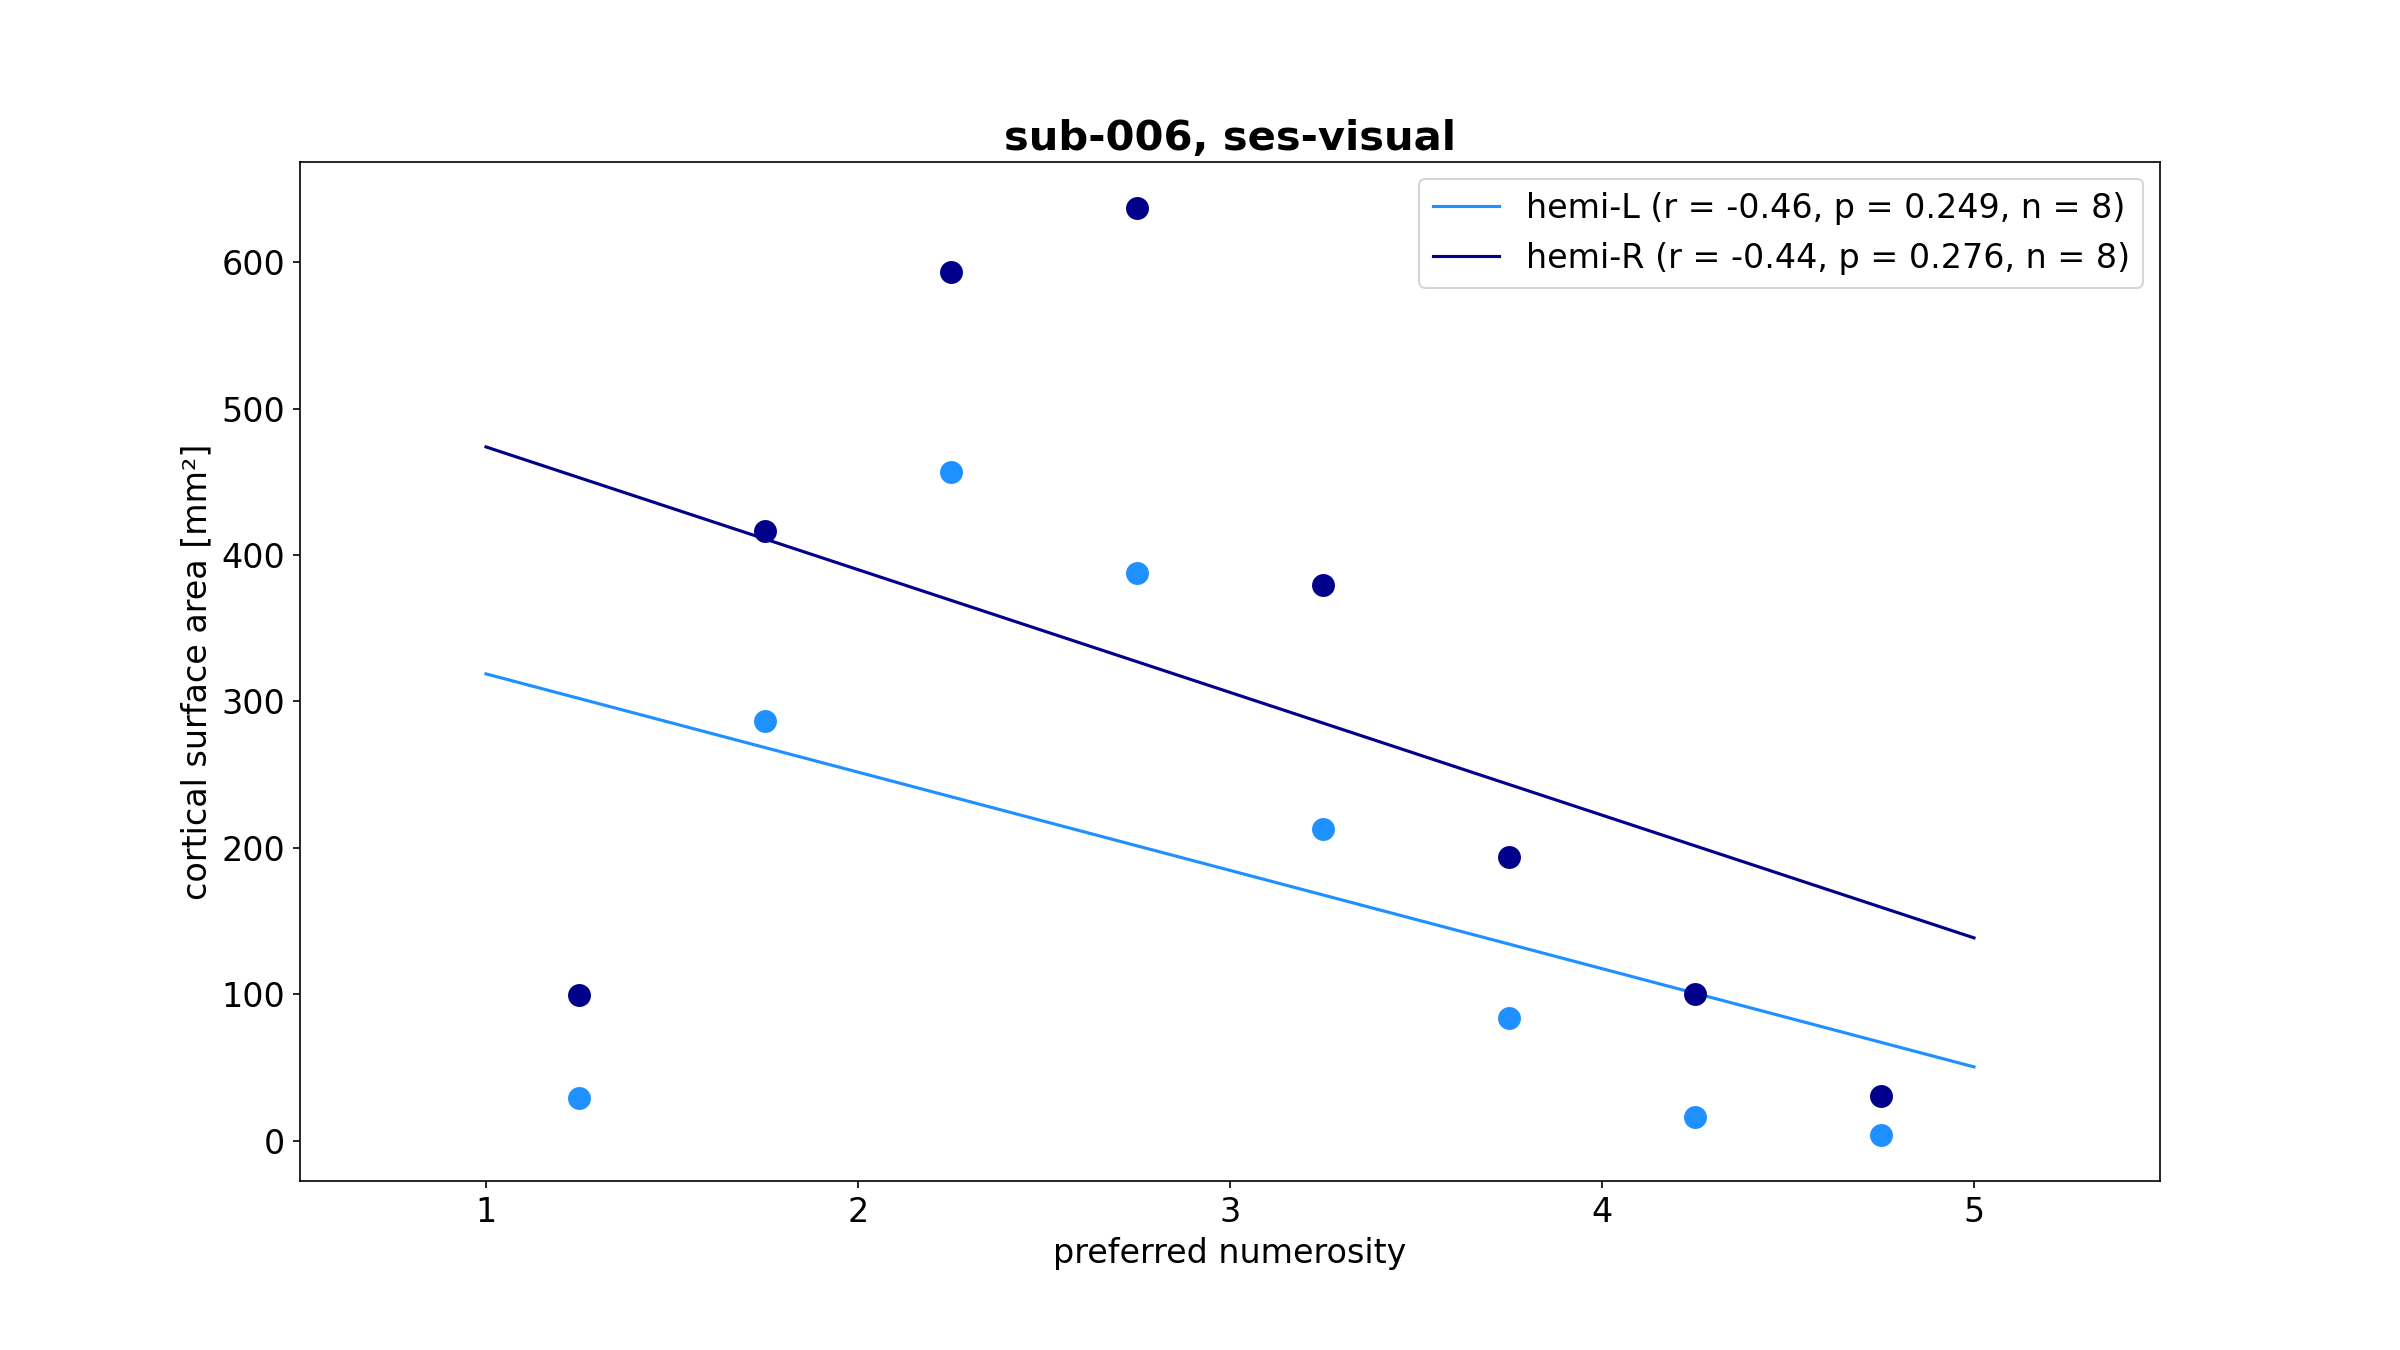 sub-006, ses-visual
hemi-L (r = -0.46, p = 0.249, n = 8)
hemi-R (r = -0.44, p = 0.276, n = 8)
cortical surface area [mm²]
600
500
400
300
200
100
0
1 2 3 4 5
preferred numerosity